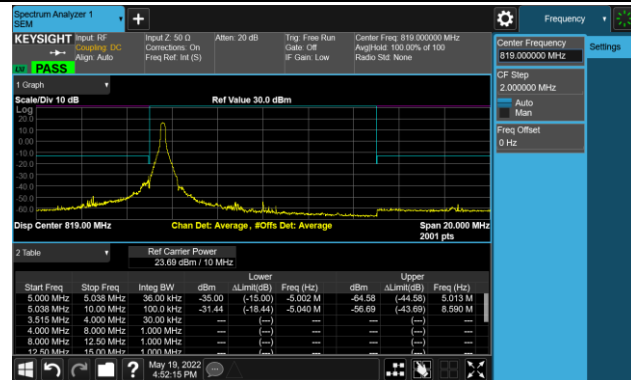 Spectrum Analyzer 1
SEM
Frequency
KEYSIGHT
Input: RF
Coupling: DC
Align: Auto
Input Z: 50 Ω
Corrections: On
Freq Ref: Int (S)
Atten: 20 dB
Trig: Free Run
Gate: Off
IF Gain: Low
Center Freq: 819.000000 MHz
Avg|Hold: 100.00% of 100
Radio Std: None
PASS
Center Frequency
819.000000 MHz
Settings
CF Step
2.000000 MHz
Auto
Man
Freq Offset
0 Hz
1 Graph
Scale/Div 10 dB
Ref Value 30.0 dBm
Log
20.0
10.0
0.00
-10.0
-20.0
-30.0
-40.0
-50.0
-60.0
Disp Center 819.00 MHz
Chan Det: Average , #Offs Det: Average
Span 20.000 MHz
2001 pts
2 Table
Ref Carrier Power
23.69 dBm / 10 MHz
Lower Upper
Start Freq Stop Freq Integ BW dBm ΔLimit(dB) Freq (Hz) dBm ΔLimit(dB) Freq (Hz)
5.000 MHz 5.038 MHz 36.00 kHz -35.00 (-15.00) -5.002 M -64.58 (-44.58) 5.013 M
5.038 MHz 10.00 MHz 100.0 kHz -31.44 (-18.44) -5.040 M -56.69 (-43.69) 8.590 M
3.515 MHz 4.000 MHz 30.00 kHz --- (---) --- --- (---) ---
4.000 MHz 8.000 MHz 1.000 MHz --- (---) --- --- (---) ---
8.000 MHz 12.50 MHz 1.000 MHz --- (---) --- --- (---) ---
12.50 MHz 15.00 MHz 1.000 MHz --- (---) --- --- (---) ---
?
May 19, 2022
4:52:15 PM